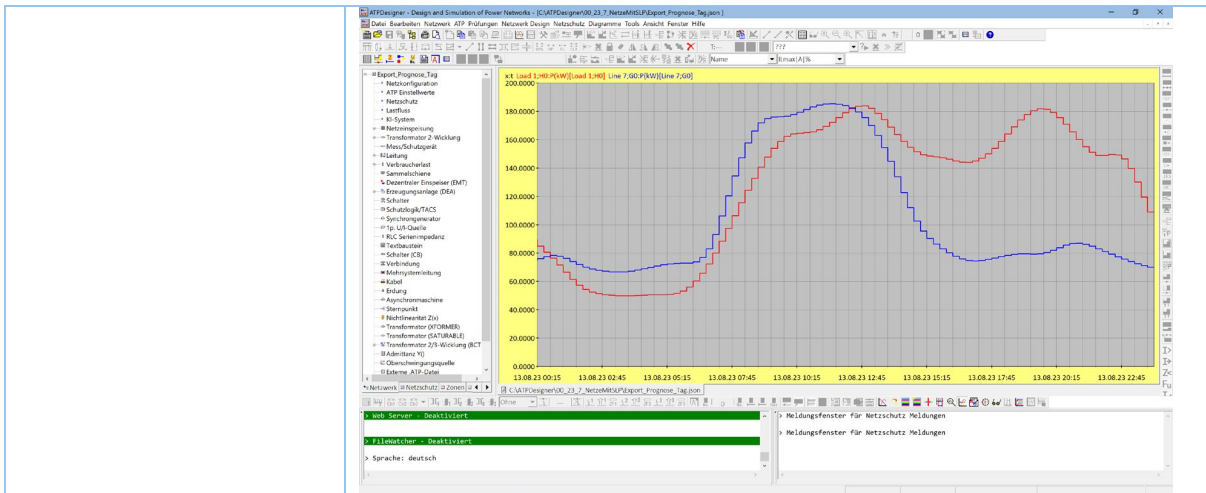 ATPDesigner - Design and Simulation of Power Networks - [C:\ATPDesigner\00_23_7_NetzeMitSLP\Export_Prognose_Tag.json ]
Datei Bearbeiten Netzwerk ATP Prüfungen Netzwerk Design Netzschutz Diagramme Tools Ansicht Fenster Hilfe
T:...
???
Name
Export_Prognose_Tag
Netzkonfiguration
ATP Einstellwerte
Netzschutz
Lastfluss
KI-System
Netzeinspeisung
Transformator 2-Wicklung
Mess/Schutzgerät
Leitung
Verbraucherlast
Sammelschiene
Dezentraler Einspeiser (EMT)
Erzeugungsanlage (DEA)
Schalter
Schutzlogik/TACS
Synchrongenerator
1p. U/I-Quelle
RLC Serienimpedanz
Textbaustein
Schalter (CB)
Verbindung
Mehrsystemleitung
Kabel
Erdung
Asynchronmaschine
Sternpunkt
Nichtlinearität Z(x)
Transformator (XFORMER)
Transformator (SATURABLE)
Transformator 2/3-Wicklung (BCT
Admittanz Y()
Oberschwingungsquelle
Externe .ATP-Datei
Netzwerk Netzschutz Zonen
x:t Load 1;H0:P(kW)[Load 1;H0] Line 7;G0:P(kW)[Line 7;G0]
200.0000
180.0000
160.0000
140.0000
120.0000
100.0000
80.0000
60.0000
40.0000
20.0000
0.0000
13.08.23 00:15 13.08.23 02:45 13.08.23 05:15 13.08.23 07:45 13.08.23 10:15 13.08.23 12:45 13.08.23 15:15 13.08.23 17:45 13.08.23 20:15 13.08.23 22:45
C:\ATPDesigner\00_23_7_NetzeMitSLP\Export_Prognose_Tag.json
Ohne
> Web Server - Deaktiviert
> FileWatcher - Deaktiviert
> Sprache: deutsch
> Meldungsfenster für Netzschutz Meldungen
> Meldungsfenster für Netzschutz Meldungen